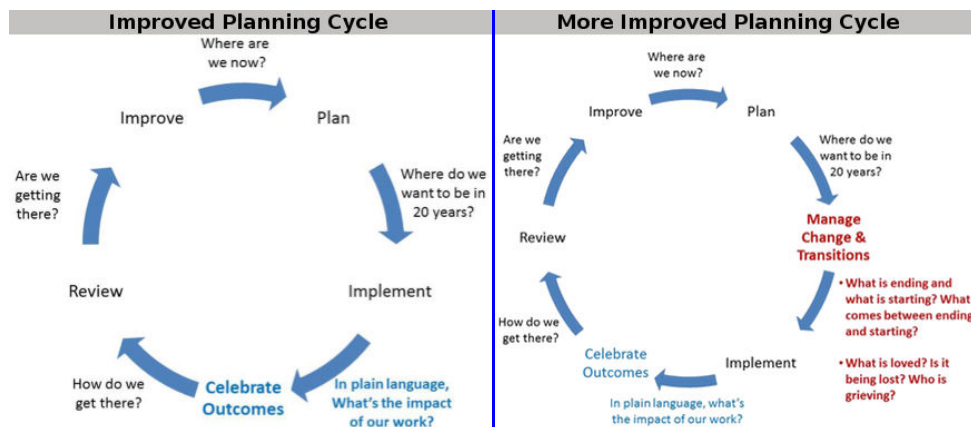 Improved Planning Cycle
Where are
we now?
Improve
Plan
Are we
getting
there?
Where do we
want to be in
20 years?
Review
Implement
How do we
get there?
Celebrate
Outcomes
In plain language,
What's the impact
of our work?
More Improved Planning Cycle
Where are
we now?
Improve
Plan
Are we
getting
there?
Where do we
want to be in
20 years?
Manage
Change &
Transitions
Review
• What is ending and
what is starting? What
comes between ending
and starting?
How do we
get there?
Celebrate
Outcomes
Implement
• What is loved? Is it
being lost? Who is
grieving?
In plain language, what's
the impact of our work?